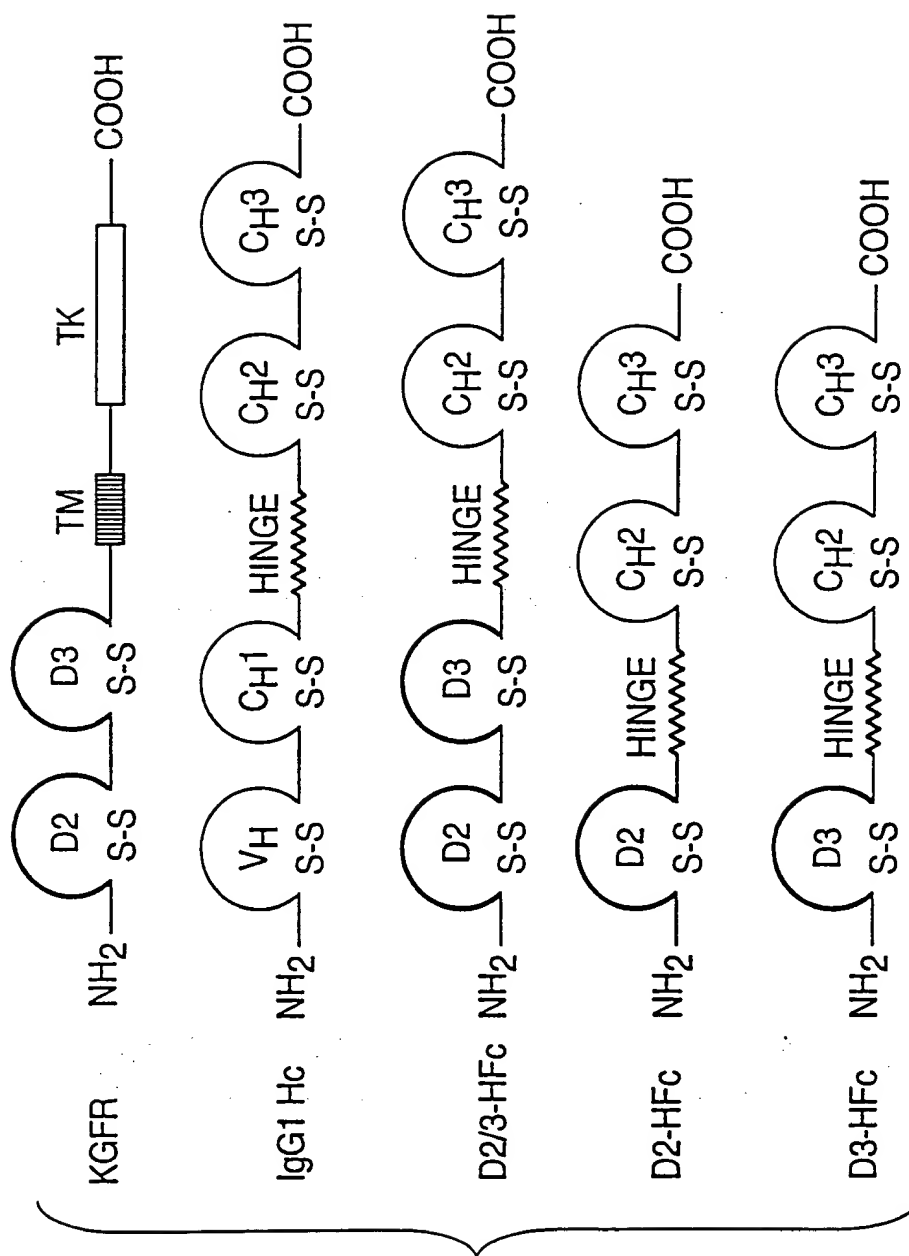 KGFR NH2 D2 S-S D3 S-S TM TK COOH
IgG1 Hc NH2 VH S-S CH1 S-S HINGE CH2 S-S CH3 S-S COOH
D2/3-HFc NH2 D2 S-S D3 S-S HINGE CH2 S-S CH3 S-S COOH
D2-HFc NH2 D2 S-S HINGE CH2 S-S CH3 S-S COOH
D3-HFc NH2 D3 S-S HINGE CH2 S-S CH3 S-S COOH